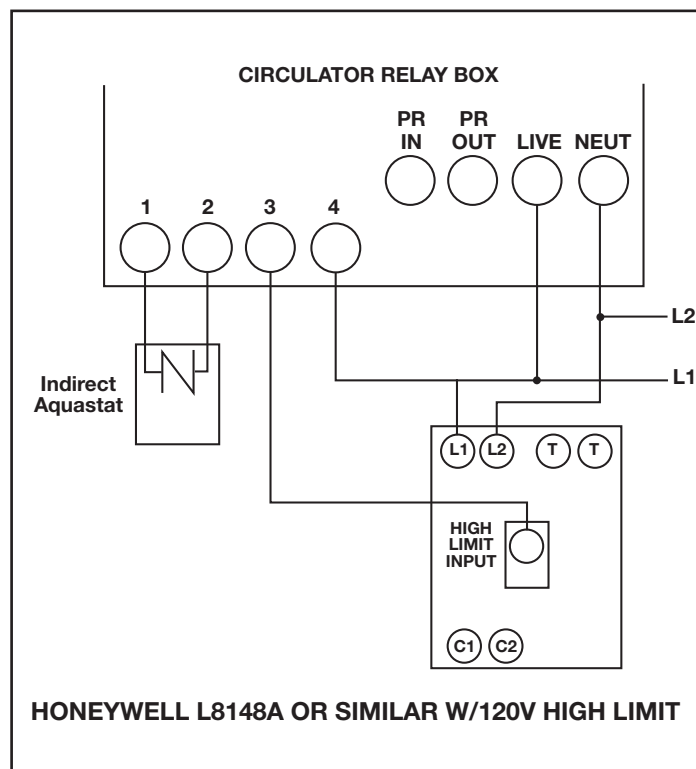 CIRCULATOR RELAY BOX
PR IN
PR OUT
LIVE
NEUT
1
2
3
4
L2
Indirect
Aquastat
L1
L1
L2
T
T
HIGH
LIMIT
INPUT
C1
C2
HONEYWELL L8148A OR SIMILAR W/120V HIGH LIMIT